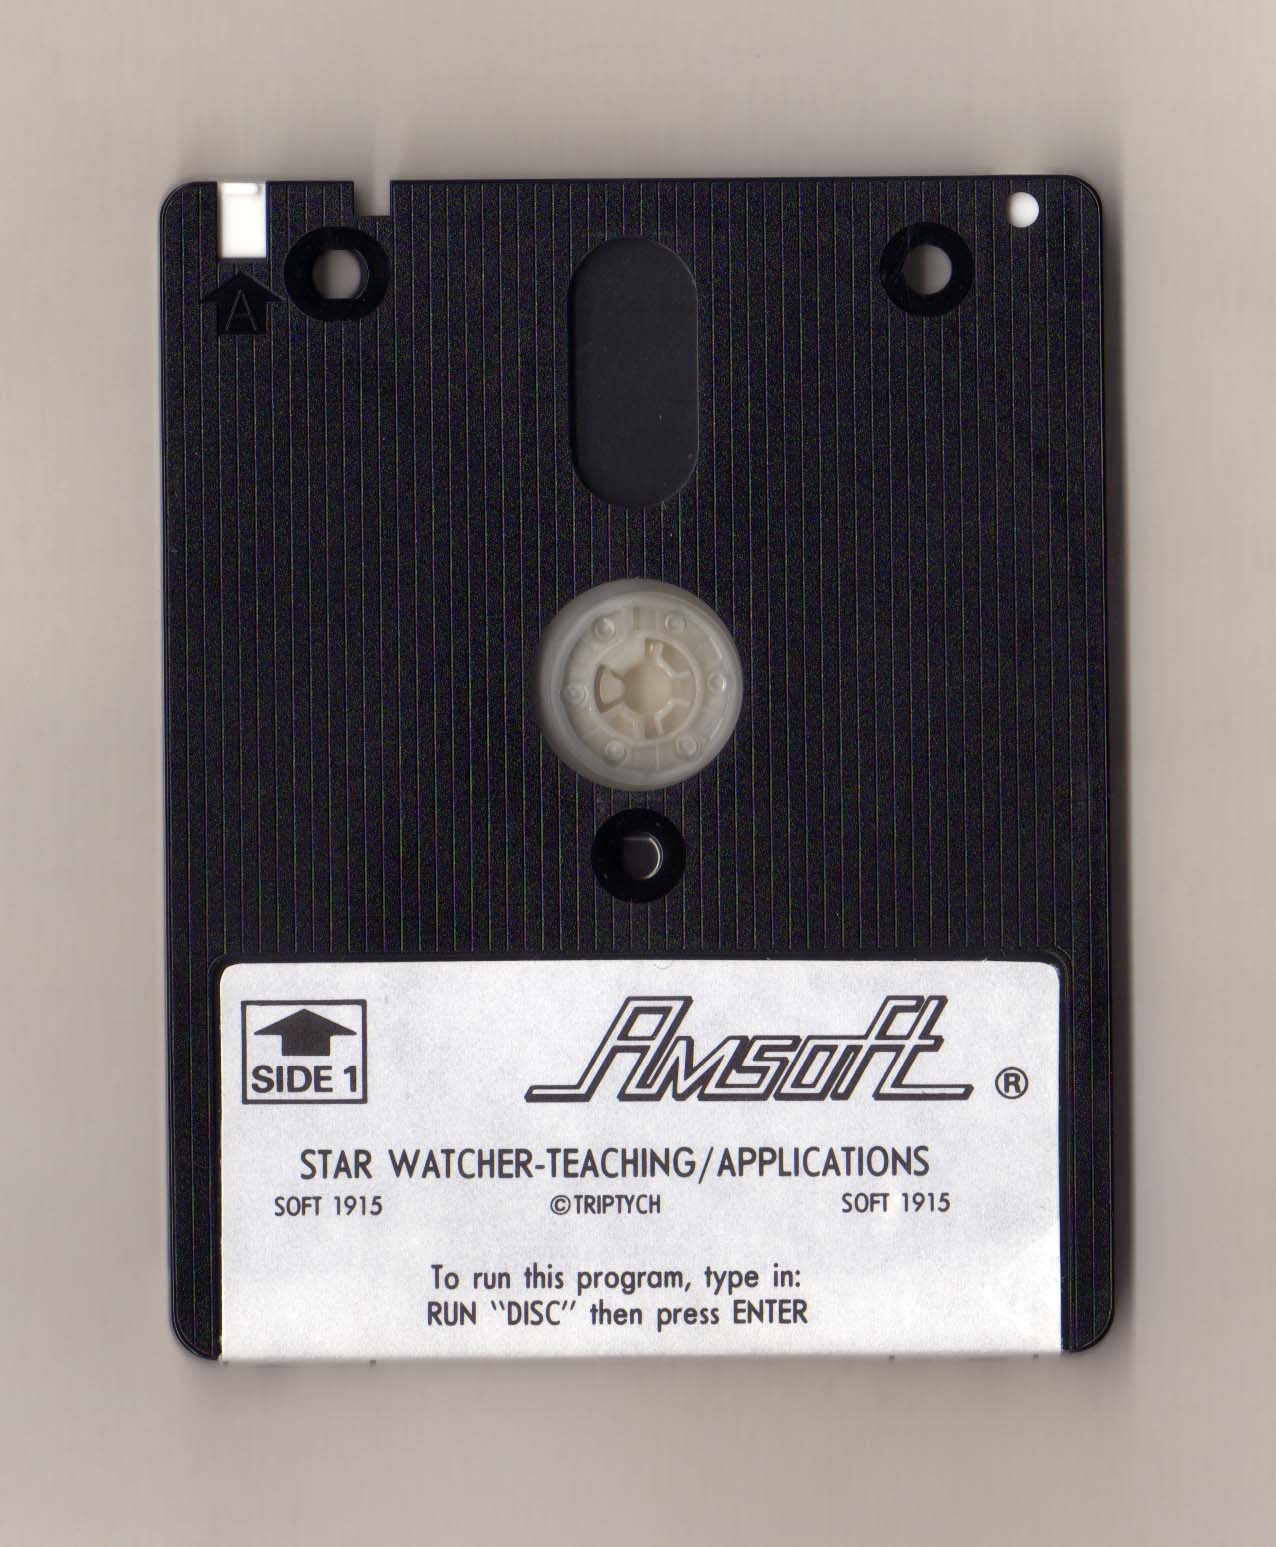 A
SIDE 1
Amsoft ®
STAR WATCHER-TEACHING/APPLICATIONS
SOFT 1915 ©TRIPTYCH SOFT 1915
To run this program, type in:
RUN "DISC" then press ENTER